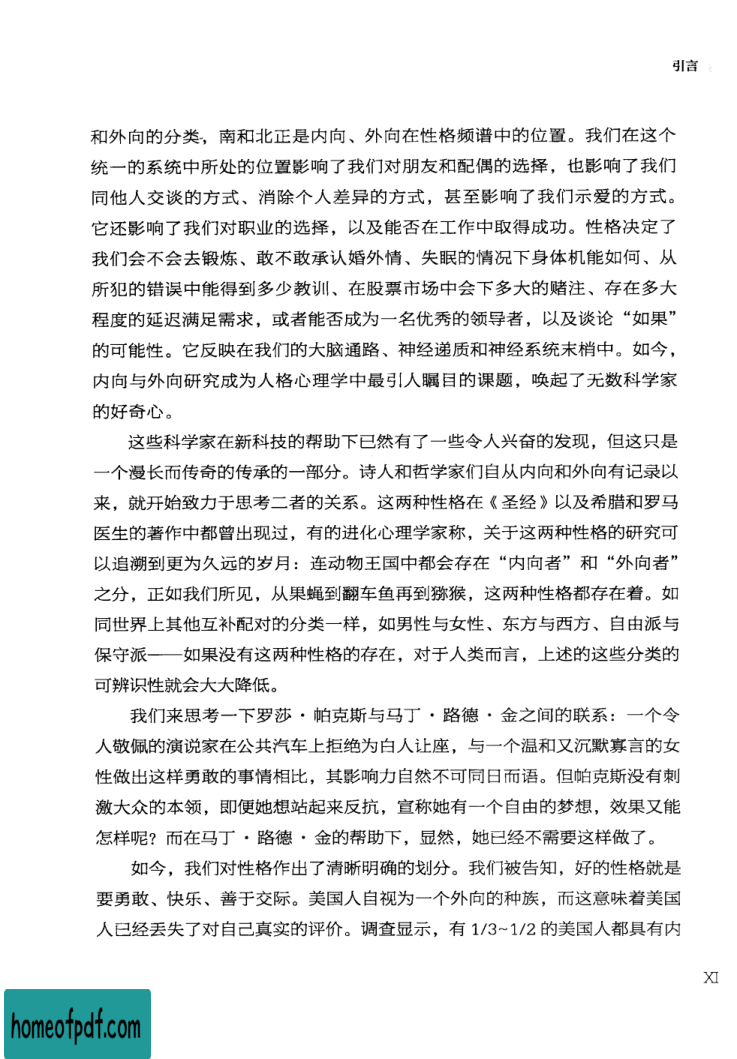 引言
和外向的分类,南和北正是内向、外向在性格频谱中的位置。我们在这个
统一的系统中所处的位置影响了我们对朋友和配偶的选择,也影响了我们
同他人交谈的方式、消除个人差异的方式,甚至影响了我们示爱的方式。
它还影响了我们对职业的选择,以及能否在工作中取得成功。性格决定了
我们会不会去锻炼、敢不敢承认婚外情、失眠的情况下身体机能如何、从
所犯的错误中能得到多少教训、在股票市场中会下多大的赌注、存在多大
程度的延迟满足需求,或者能否成为一名优秀的领导者,以及谈论“如果”
的可能性。它反映在我们的大脑通路、神经递质和神经系统末梢中。如今,
内向与外向研究成为人格心理学中最引人瞩目的课题,唤起了无数科学家
的好奇心。
这些科学家在新科技的帮助下已然有了一些令人兴奋的发现,但这只是
一个漫长而传奇的传承的一部分。诗人和哲学家们自从内向和外向有记录以
来,就开始致力于思考二者的关系。这两种性格在《圣经》以及希腊和罗马
医生的著作中都曾出现过,有的进化心理学家称,关于这两种性格的研究可
以追溯到更为久远的岁月:连动物王国中都会存在“内向者”和“外向者”
之分,正如我们所见,从果蝇到翻车鱼再到猕猴,这两种性格都存在着。如
同世界上其他互补配对的分类一样,如男性与女性、东方与西方、自由派与
保守派——如果没有这两种性格的存在,对于人类而言,上述的这些分类的
可辨识性就会大大降低。
我们来思考一下罗莎·帕克斯与马丁·路德·金之间的联系:一个令
人敬佩的演说家在公共汽车上拒绝为白人让座,与一个温和又沉默寡言的女
性做出这样勇敢的事情相比,其影响力自然不可同日而语。但帕克斯没有刺
激大众的本领,即便她想站起来反抗,宣称她有一个自由的梦想,效果又能
怎样呢?而在马丁·路德·金的帮助下,显然,她已经不需要这样做了。
如今,我们对性格作出了清晰明确的划分。我们被告知,好的性格就是
要勇敢、快乐、善于交际。美国人自视为一个外向的种族,而这意味着美国
人已经丢失了对自己真实的评价。调查显示,有 1/3~1/2 的美国人都具有内
XI
homeofpdf.com